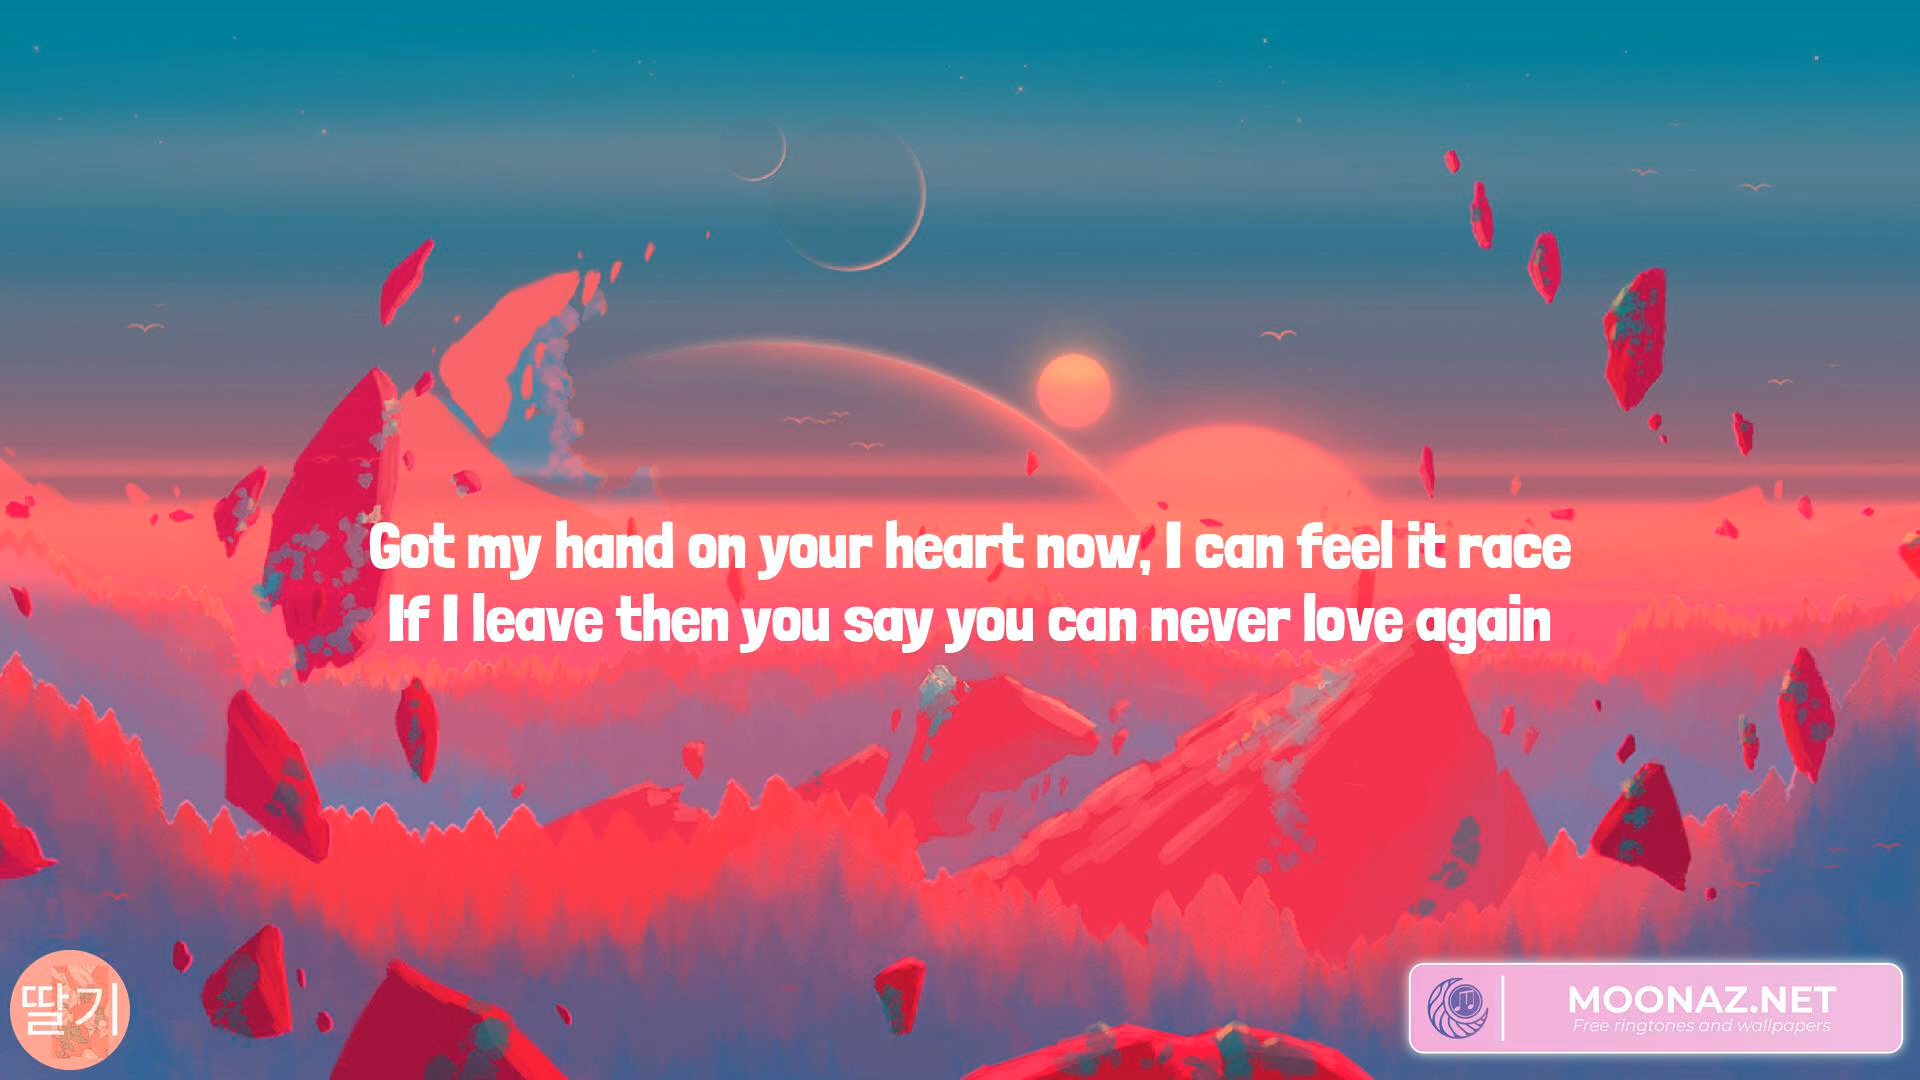 Got my hand on your heart now, I can feel it race
If I leave then you say you can never love again
딸기
MOONAZ.NET
Free ringtones and wallpapers